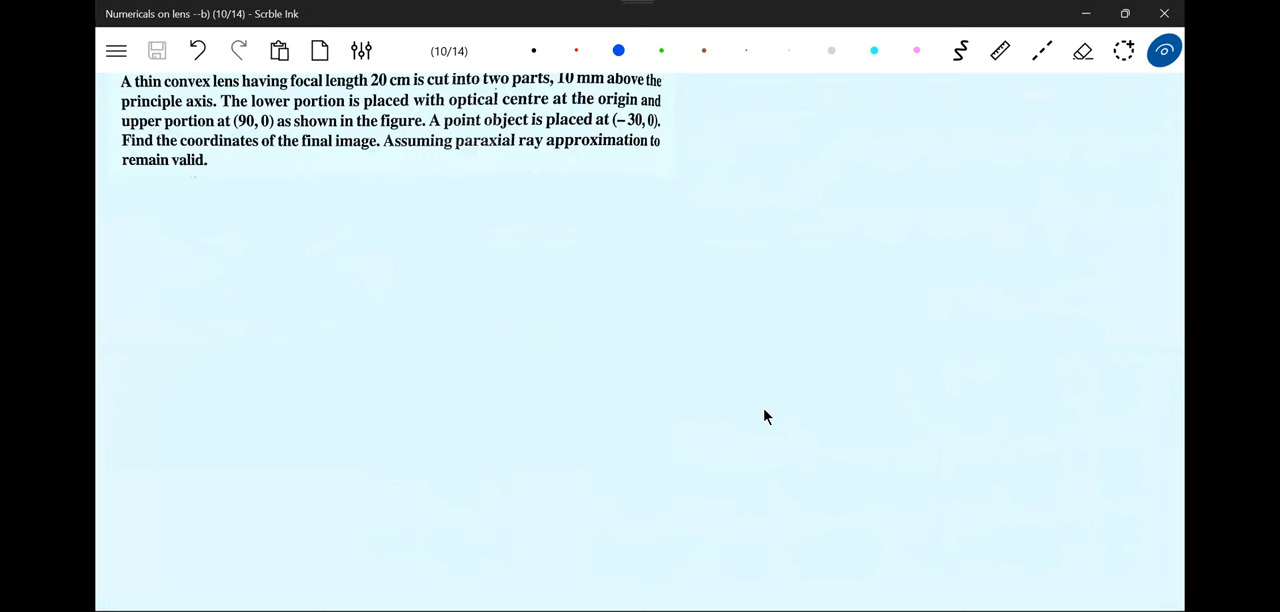 Numericals on lens --b) (10/14) - Scrble Ink
(10/14)
A thin convex lens having focal length 20 cm is cut into two parts, 10 mm above the
principle axis. The lower portion is placed with optical centre at the origin and
upper portion at (90, 0) as shown in the figure. A point object is placed at (– 30, 0).
Find the coordinates of the final image. Assuming paraxial ray approximation to
remain valid.